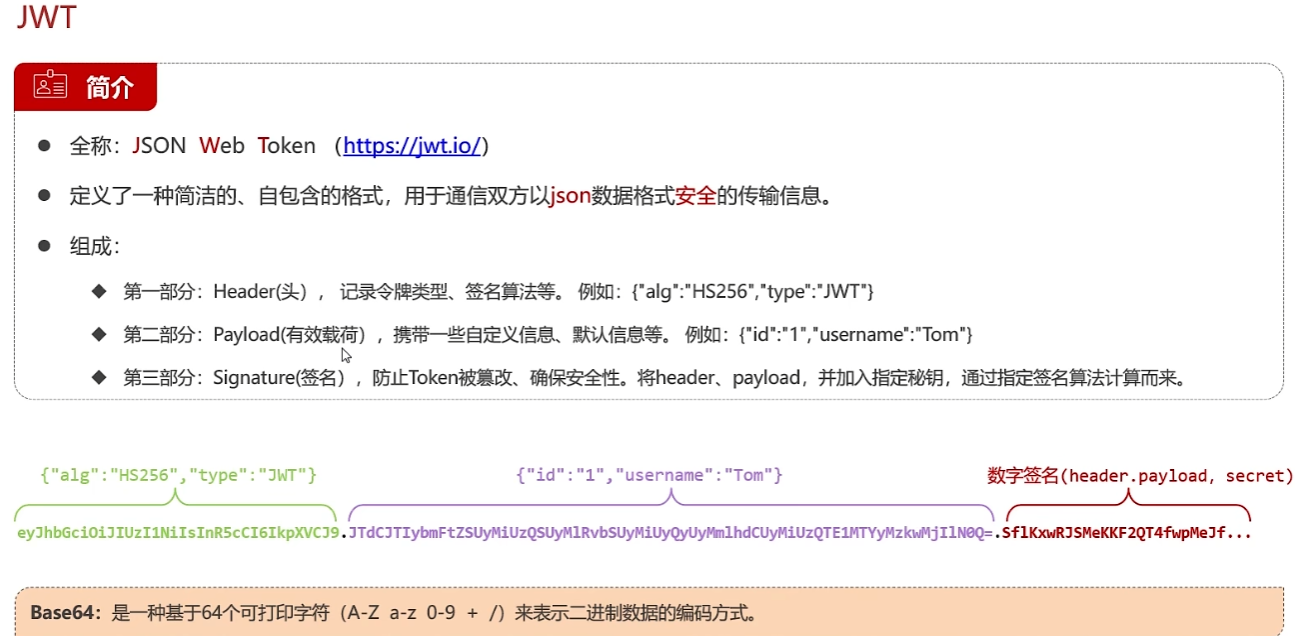 JWT
简介
全称：JSON Web Token （https://jwt.io/）
定义了一种简洁的、自包含的格式，用于通信双方以json数据格式安全的传输信息。
组成：
第一部分：Header(头）， 记录令牌类型、签名算法等。 例如：{"alg":"HS256","type":"JWT"}
第二部分：Payload(有效载荷），携带一些自定义信息、默认信息等。 例如：{"id":"1","username":"Tom"}
第三部分：Signature(签名），防止Token被篡改、确保安全性。将header、payload，并加入指定秘钥，通过指定签名算法计算而来。
{"alg":"HS256","type":"JWT"} {"id":"1","username":"Tom"} 数字签名(header.payload, secret)
eyJhbGciOiJIUzI1NiIsInR5cCI6IkpXVCJ9.JTdCJTIybmFtZSUyMiUzQSUyMlRvbSUyMiUyQyUyMmlhdCUyMiUzQTE1MTYyMzkwMjIlN0Q=.SflKxwRJSMeKKF2QT4fwpMeJf...
Base64：是一种基于64个可打印字符（A-Z a-z 0-9 + /）来表示二进制数据的编码方式。